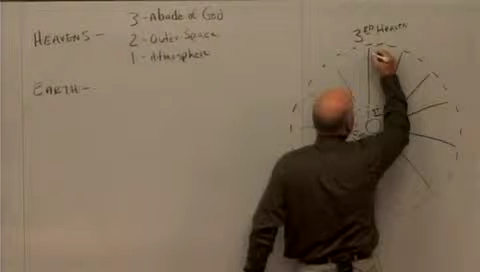 3 - Abode of God
HEAVENS -
2 - Outer Space
1 - Atmosphere
EARTH -
3RD HEAVEN